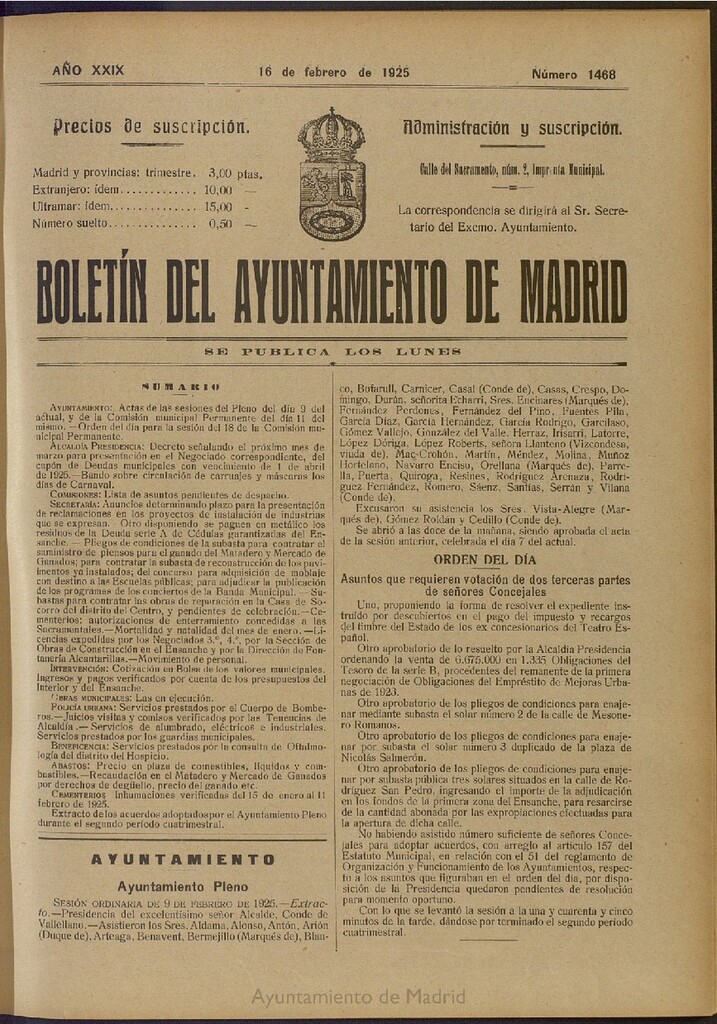 AÑO XXIX
16 de febrero de 1925
Número 1468
Precios de suscripción.
Madrid y provincias: trimestre. 3,00 ptas.
Extranjero: ídem............ 10,00 —
Ultramar: ídem............. 15,00 -
Número suelto.............. 0,50 —
Administración y suscripción.
Calle del Sacramento, núm. 2, Imprenta Municipal.
La correspondencia se dirigirá al Sr. Secre-
tario del Excmo. Ayuntamiento.
BOLETÍN DEL AYUNTAMIENTO DE MADRID
SE PUBLICA LOS LUNES
SUMARIO
AYUNTAMIENTO: Actas de las sesiones del Pleno del día 9 del
actual, y de la Comisión municipal Permanente del día 11 del
mismo.—Orden del día para la sesión del 18 de la Comisión mu-
nicipal Permanente.
ALCALDÍA PRESIDENCIA: Decreto señalando el próximo mes de
marzo para presentación en el Negociado correspondiente, del
cupón de Deudas municipales con vencimiento de 1 de abril
de 1925.—Bando sobre circulación de carruajes y máscaras los
días de Carnaval.
COMISIONES: Lista de asuntos pendientes de despacho.
SECRETARÍA: Anuncios determinando plazo para la presentación
de reclamaciones en los proyectos de instalación de industrias
que se expresan. Otro disponiendo se paguen en metálico los
residuos de la Deuda serie A de Cédulas garantizadas del En-
sanche.—Pliegos de condiciones de la subasta para contratar el
suministro de piensos para el ganado del Matadero y Mercado de
Ganados; para contratar la subasta de reconstrucción de los pavi-
mentos ya instalados; del concurso para adquisición de moblaje
con destino a las Escuelas públicas; para adjudicar la publicación
de los programas de los conciertos de la Banda Municipal.—Su-
bastas para contratar las obras de reparación en la Casa de So-
corro del distrito del Centro, y pendientes de celebración.—Ce-
menterios: autorizaciones de enterramiento concedidas a las
Sacramentales.—Mortalidad y natalidad del mes de enero.—Li-
cencias expedidas por los Negociados 3.º, 4.º, por la Sección de
Obras de Construcción en el Ensanche y por la Dirección de Fon-
tanería Alcantarillas.—Movimiento de personal.
INTERVENCIÓN: Cotización en Bolsa de los valores municipales.
Ingresos y pagos verificados por cuenta de los presupuestos del
Interior y del Ensanche.
OBRAS MUNICIPALES: Las en ejecución.
POLICÍA URBANA: Servicios prestados por el Cuerpo de Bombe-
ros.—Juicios visitas y comisos verificados por las Tenencias de
Alcaldía.—Servicios de alumbrado, eléctricos e industriales.
Servicios prestados por los guardias municipales.
BENEFICENCIA: Servicios prestados por la consulta de Oftalmo-
logía del distrito del Hospicio.
ABASTOS: Precio en plaza de comestibles, líquidos y com-
bustibles.—Recaudación en el Matadero y Mercado de Ganados
por derechos de degüello, precio del ganado etc.
CEMENTERIOS Inhumaciones verificadas del 15 de enero al 11
febrero de 1925.
Extracto de los acuerdos adoptados por el Ayuntamiento Pleno
durante el segundo período cuatrimestral.
AYUNTAMIENTO
Ayuntamiento Pleno
SESIÓN ORDINARIA DE 9 DE FEBRERO DE 1925.—Extrac-
to.—Presidencia del excelentísimo señor Alcalde, Conde de
Vallellano.—Asistieron los Sres. Aldama, Alonso, Antón, Arión
(Duque de), Arteaga, Benavent, Bermejillo (Marqués de), Blan-
co, Bofarull, Carnicer, Casal (Conde de), Casas, Crespo, Do-
mingo, Durán, señorita Echarri, Sres. Encinares (Marqués de),
Fernández Perdones, Fernández del Pino, Fuentes Pila,
García Díaz, García Hernández, García Rodrigo, Garcilaso,
Gómez Vallejo, González del Valle, Herraz, Irisarri, Latorre,
López Dóriga, López Roberts, señora Llanteno (Vizcondesa,
viuda de), Mac-Crohón, Martín, Méndez, Molina, Muñoz
Hortelano, Navarro Enciso, Orellana (Marqués de), Parre-
lla, Puerta, Quiroga, Resines, Rodríguez Arenaza, Rodrí-
guez Fernández, Romero, Sáenz, Santías, Serrán y Vilana
(Conde de).
Excusaron su asistencia los Sres. Vista-Alegre (Mar-
qués de), Gómez Roldán y Cedillo (Conde de).
Se abrió a las doce de la mañana, siendo aprobada el acta
de la sesión anterior, celebrada el día 7 del actual.
ORDEN DEL DÍA
Asuntos que requieren votación de dos terceras partes
de señores Concejales
Uno, proponiendo la forma de resolver el expediente ins-
truído por descubiertos en el pago del impuesto y recargos
del timbre del Estado de los ex concesionarios del Teatro Es-
pañol.
Otro aprobatorio de lo resuelto por la Alcaldía Presidencia
ordenando la venta de 6.675.000 en 1.335 Obligaciones del
Tesoro de la serie B, procedentes del remanente de la primera
negociación de Obligaciones del Empréstito de Mejoras Urba-
nas de 1923.
Otro aprobatorio de los pliegos de condiciones para enaje-
nar mediante subasta el solar número 2 de la calle de Mesone-
ro Romanos.
Otro aprobatorio de los pliegos de condiciones para enaje-
nar por subasta el solar número 3 duplicado de la plaza de
Nicolás Salmerón.
Otro aprobatorio de los pliegos de condiciones para enaje-
nar por subasta pública tres solares situados en la calle de Ro-
dríguez San Pedro, ingresando el importe de la adjudicación
en los fondos de la primera zona del Ensanche, para resarcirse
de la cantidad abonada por las expropiaciones efectuadas para
la apertura de dicha calle.
No habiendo asistido número suficiente de señores Conce-
jales para adoptar acuerdos, con arreglo al artículo 157 del
Estatuto Municipal, en relación con el 51 del reglamento de
Organización y Funcionamiento de los Ayuntamientos, respec-
to a los asuntos que figuraban en el orden del día, por dispo-
sición de la Presidencia quedaron pendientes de resolución
para momento oportuno.
Con lo que se levantó la sesión a la una y cuarenta y cinco
minutos de la tarde, dándose por terminado el segundo período
cuatrimestral.
Ayuntamiento de Madrid